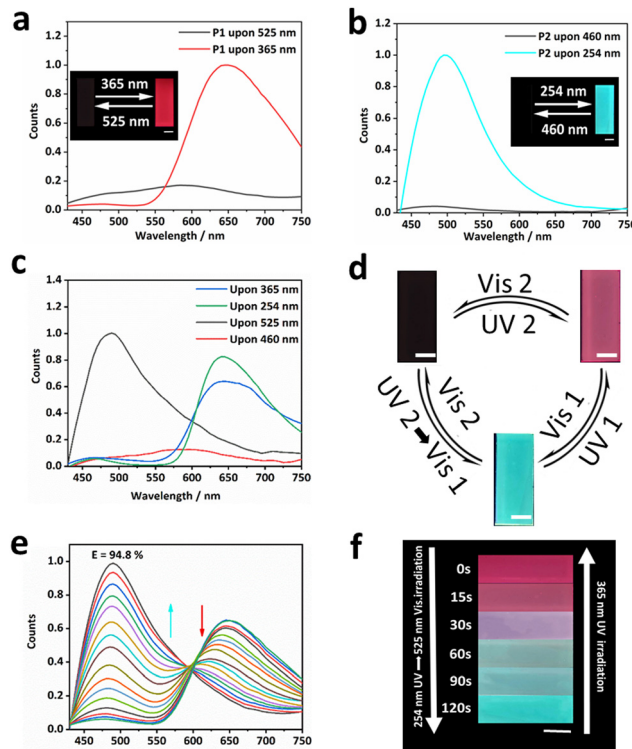 a
P1 upon 525 nm
P1 upon 365 nm
365 nm
525 nm
Counts
1.2
1.0
0.8
0.6
0.4
0.2
0.0
450 500 550 600 650 700 750
Wavelength / nm
b
P2 upon 460 nm
P2 upon 254 nm
254 nm
460 nm
Counts
1.2
1.0
0.8
0.6
0.4
0.2
0.0
450 500 550 600 650 700 750
Wavelength / nm
c
Upon 365 nm
Upon 254 nm
Upon 525 nm
Upon 460 nm
Counts
1.4
1.2
1.0
0.8
0.6
0.4
0.2
0.0
450 500 550 600 650 700 750
Wavelength / nm
d
Vis 2
UV 2
Vis 2
UV 2 → Vis 1
Vis 1
UV 1
e
E = 94.8 %
Counts
1.0
0.8
0.6
0.4
0.2
0.0
450 500 550 600 650 700 750
f
254 nm UV → 525 nm Vis.irradiation
0s
15s
30s
60s
90s
120s
365 nm UV irradiation